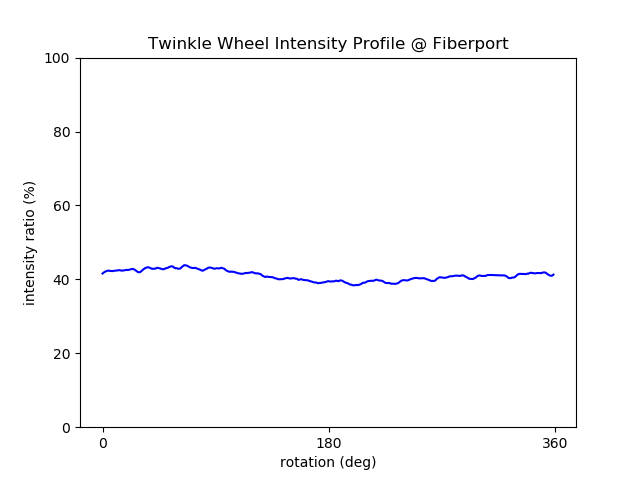 Twinkle Wheel Intensity Profile @ Fiberport
intensity ratio (%)
100
80
60
40
20
0
0 180 360
rotation (deg)